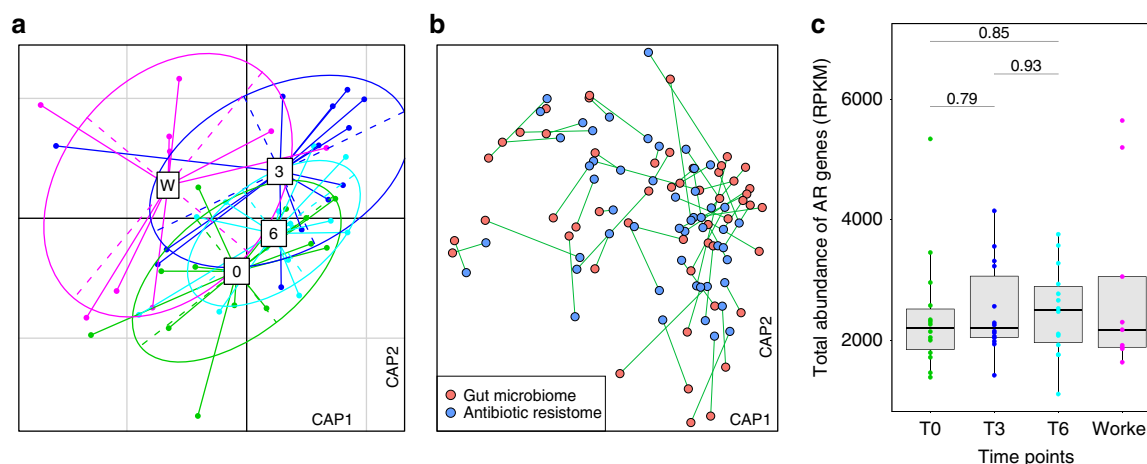 a
W
3
6
0
CAP2
CAP1
b
CAP2
Gut microbiome
Antibiotic resistome
CAP1
c
0.85
0.93
0.79
Total abundance of AR genes (RPKM)
6000
4000
2000
T0 T3 T6 Worke
Time points